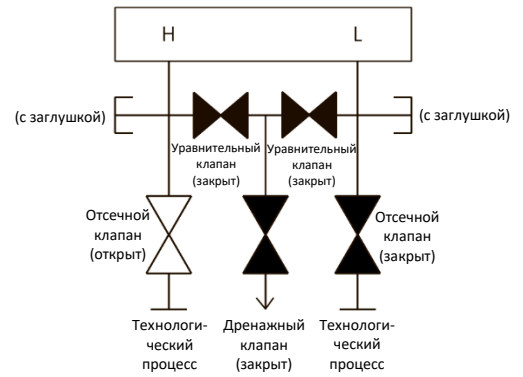 H
L
(с заглушкой)
(с заглушкой)
Уравнительный
клапан
(закрыт)
Уравнительный
клапан
(закрыт)
Отсечной
клапан
(открыт)
Отсечной
клапан
(закрыт)
Технологи-
ческий
процесс
Дренажный
клапан
(закрыт)
Технологи-
ческий
процесс